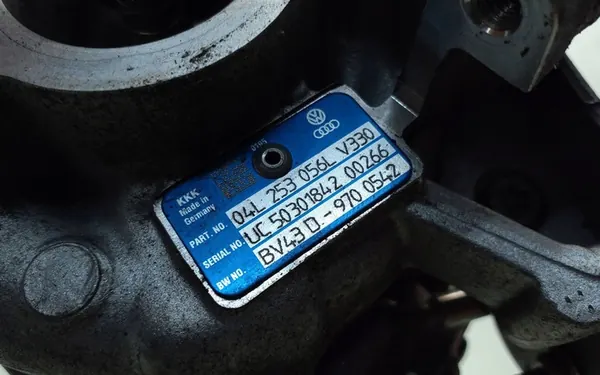 KKK
Made in
Germany
PART. NO. 04L 253 056L V330
SERIAL NO. UC 50301842 00266
BW NO. BV43 D - 970 0542